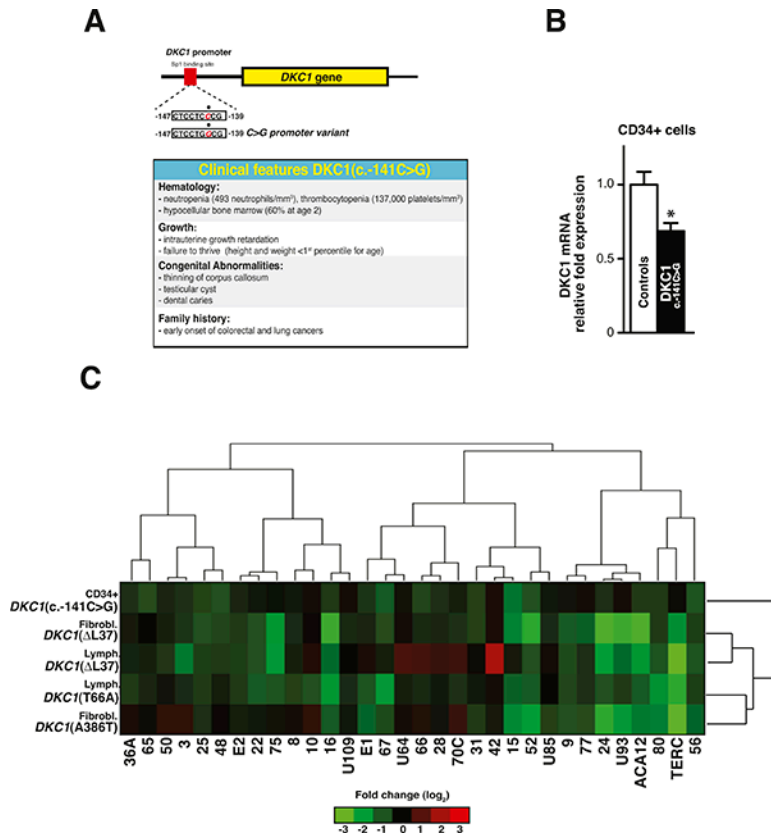 A
DKC1 promoter
Sp1 binding site
DKC1 gene
-147 CTCCTCCCG -139
-147 CTCCTGGCG -139 C>G promoter variant
Clinical features DKC1(c.-141C>G)
Hematology:
- neutropenia (493 neutrophils/mm³), thrombocytopenia (137,000 platelets/mm³)
- hypocellular bone marrow (60% at age 2)
Growth:
- intrauterine growth retardation
- failure to thrive (height and weight <1st percentile for age)
Congenital Abnormalities:
- thinning of corpus callosum
- testicular cyst
- dental caries
Family history:
- early onset of colorectal and lung cancers
B
CD34+ cells
DKC1 mRNA
relative fold expression
1.0
0.5
0
*
Controls
DKC1
c.-141C>G
C
CD34+
DKC1(c.-141C>G)
Fibrobl.
DKC1(ΔL37)
Lymph.
DKC1(ΔL37)
Lymph.
DKC1(T66A)
Fibrobl.
DKC1(A386T)
36A 65 50 3 25 48 E2 22 75 8 10 16 U109 E1 67 U64 66 28 70C 31 42 15 52 U85 9 77 24 U93 ACA12 80 TERC 56
Fold change (log₂)
-3 -2 -1 0 1 2 3